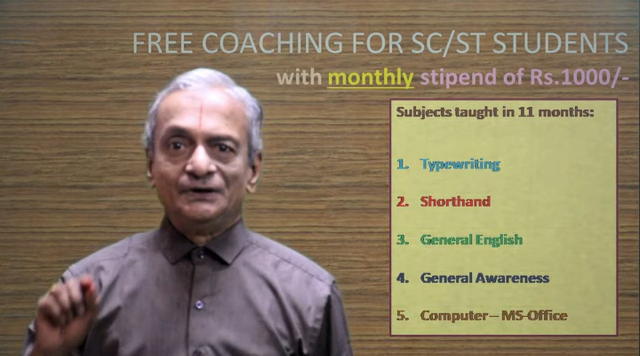 FREE COACHING FOR SC/ST STUDENTS
with monthly stipend of Rs.1000/-
Subjects taught in 11 months:
1. Typewriting
2. Shorthand
3. General English
4. General Awareness
5. Computer – MS-Office